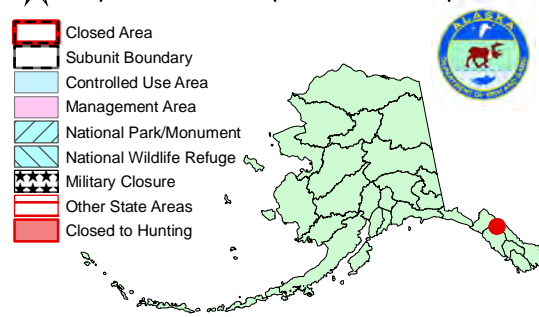 Closed Area
Subunit Boundary
Controlled Use Area
Management Area
National Park/Monument
National Wildlife Refuge
Military Closure
Other State Areas
Closed to Hunting
ALASKA